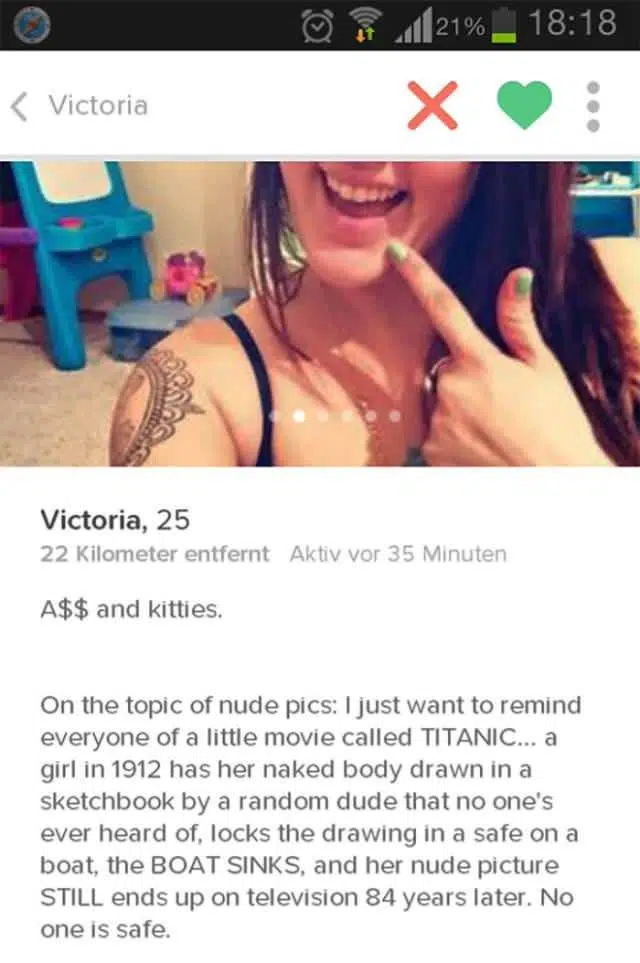 21% 18:18
Victoria
Victoria, 25
22 Kilometer entfernt Aktiv vor 35 Minuten
A$$ and kitties.
On the topic of nude pics: I just want to remind
everyone of a little movie called TITANIC... a
girl in 1912 has her naked body drawn in a
sketchbook by a random dude that no one's
ever heard of, locks the drawing in a safe on a
boat, the BOAT SINKS, and her nude picture
STILL ends up on television 84 years later. No
one is safe.